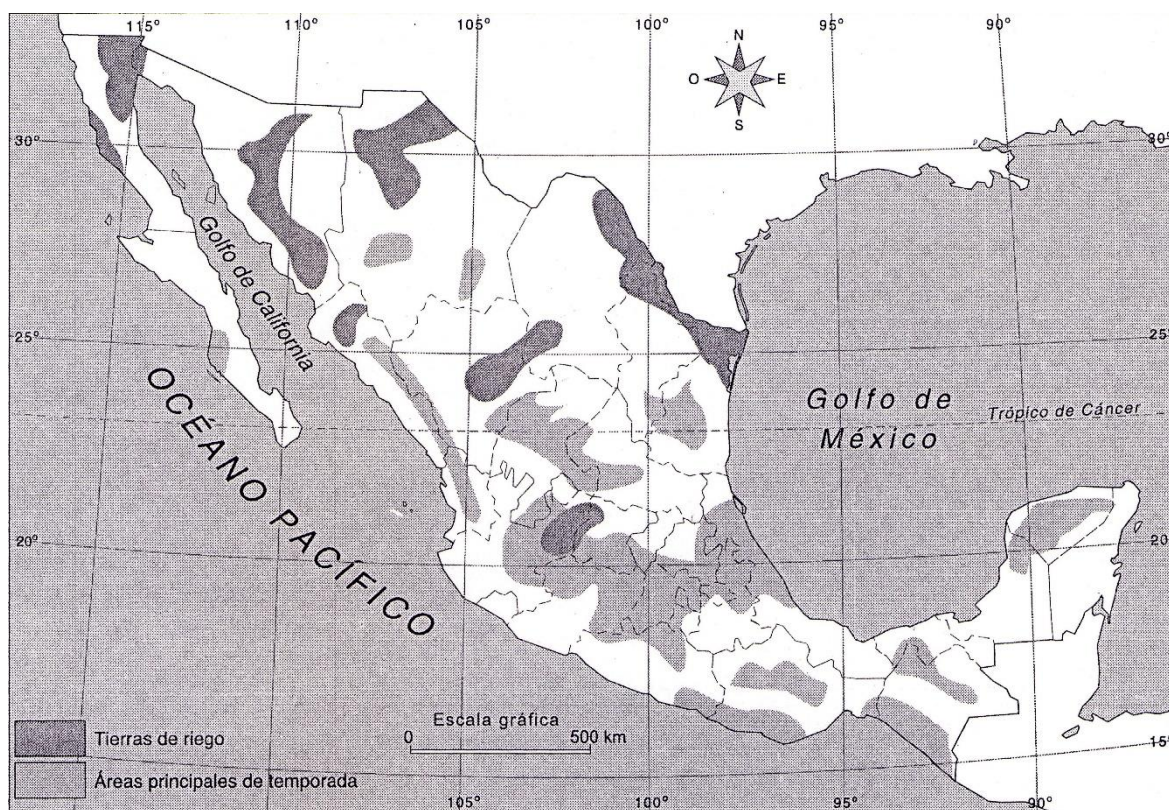 115°
110°
105°
100°
95°
90°
N
O
E
S
30°
30°
Golfo de California
25°
25°
OCÉANO PACÍFICO
Golfo de
México
Trópico de Cáncer
20°
20°
Escala gráfica
0
500 km
Tierras de riego
Áreas principales de temporada
15°
115°
110°
105°
100°
95°
90°